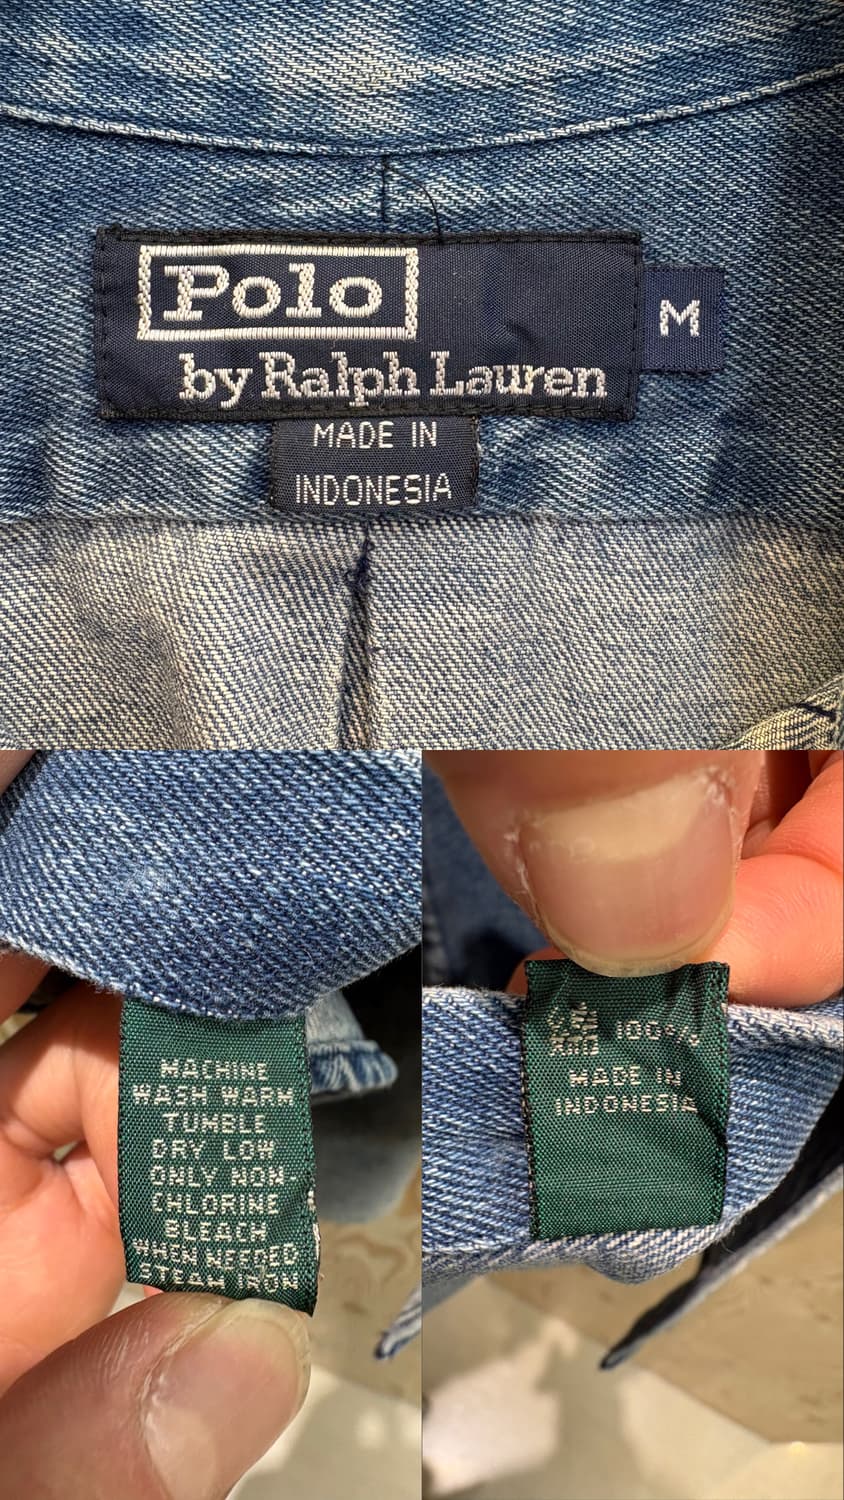 Polo
by Ralph Lauren
M
MADE IN
INDONESIA
MACHINE
WASH WARM
TUMBLE
DRY LOW
ONLY NON-
CHLORINE
BLEACH
WHEN NEEDED
STEAM IRON
100%
MADE IN
INDONESIA